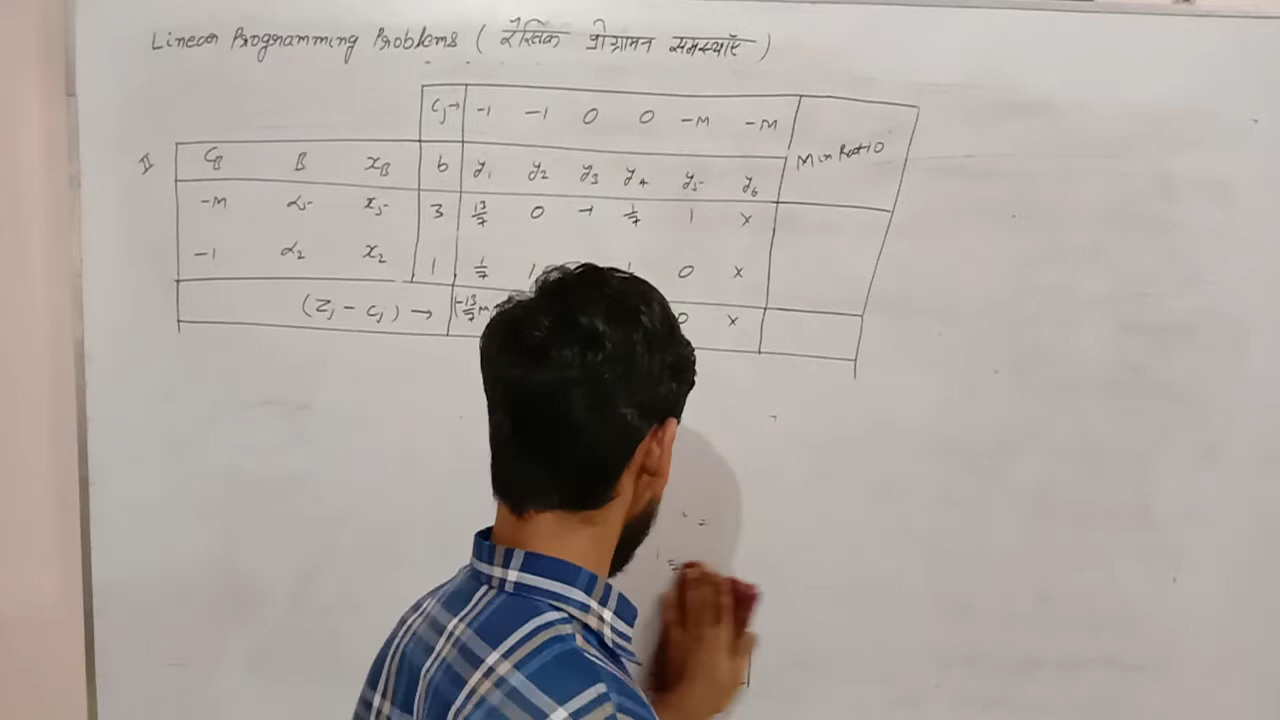 Linear Programming Problems ( रैखिक प्रोग्रामन समस्याएँ )
Cj→ -1 -1 0 0 -M -M Min Ratio
II CB B xB b y1 y2 y3 y4 y5 y6
-M α5 x5 3 13/7 0 -1 1/7 1 x
-1 α2 x2 1 1/7 1 0 x
(Zj - Cj) → 0 x